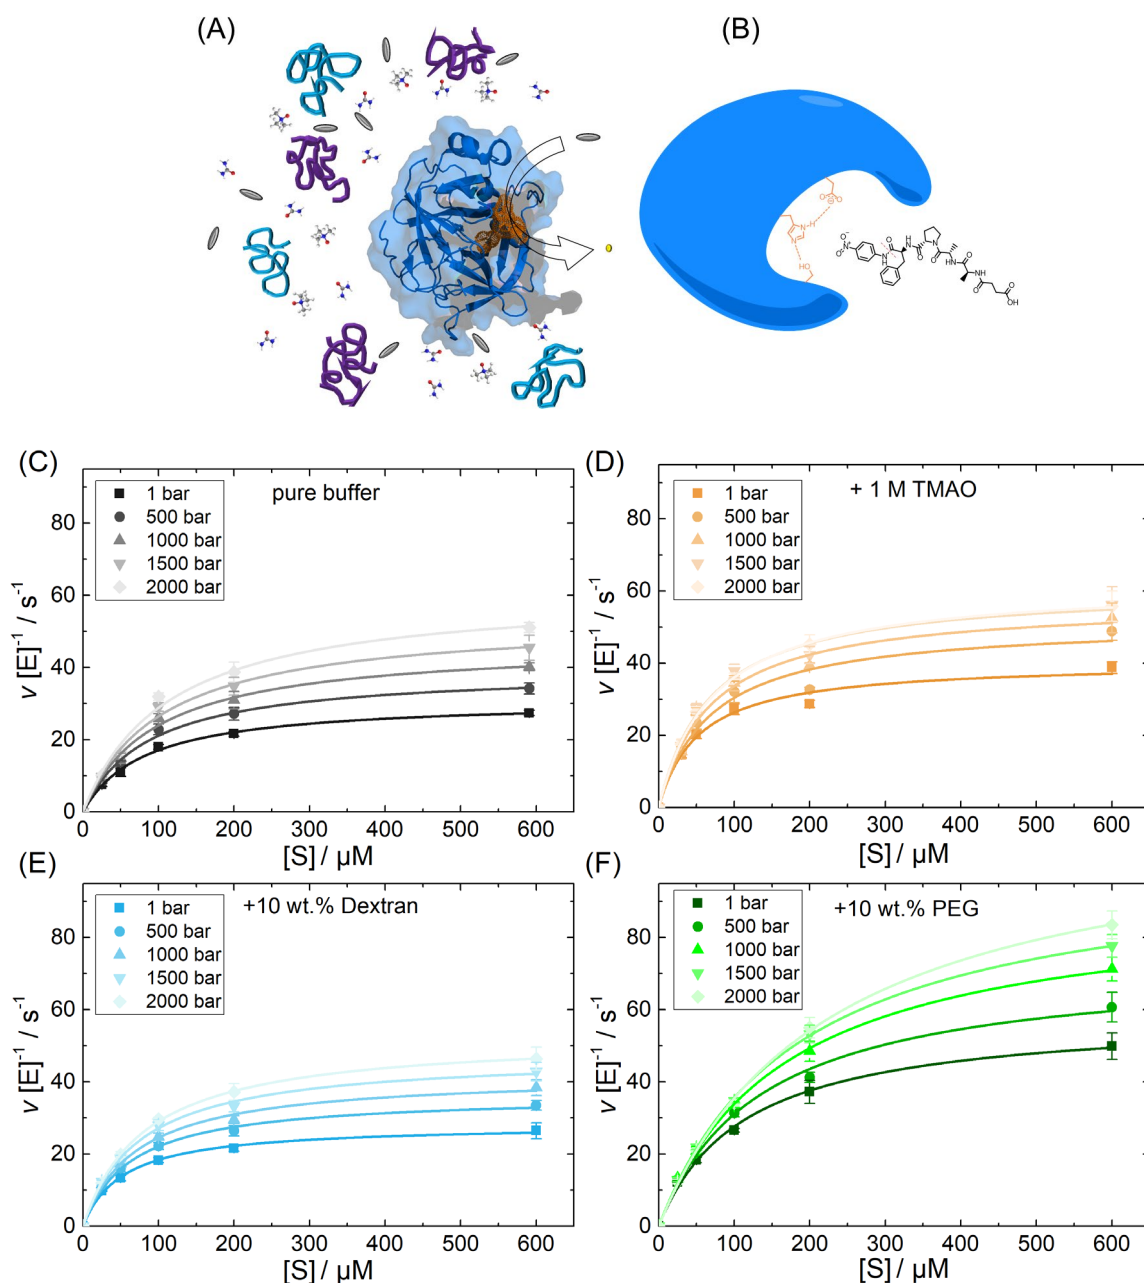 (A)
(B)
N
N-H
HO
O
S
O
O⁻
N⁺
O
N
H
O
H
N
O
N
O
H
N
O
N
H
O
O
OH
(C)
pure buffer
1 bar
500 bar
1000 bar
1500 bar
2000 bar
80
60
40
20
0
v [E]⁻¹ / s⁻¹
0 100 200 300 400 500 600
[S] / µM
(D)
+ 1 M TMAO
1 bar
500 bar
1000 bar
1500 bar
2000 bar
80
60
40
20
0
v [E]⁻¹ / s⁻¹
0 100 200 300 400 500 600
[S] / µM
(E)
+10 wt.% Dextran
1 bar
500 bar
1000 bar
1500 bar
2000 bar
80
60
40
20
0
v [E]⁻¹ / s⁻¹
0 100 200 300 400 500 600
[S] / µM
(F)
+10 wt.% PEG
1 bar
500 bar
1000 bar
1500 bar
2000 bar
80
60
40
20
0
v [E]⁻¹ / s⁻¹
0 100 200 300 400 500 600
[S] / µM